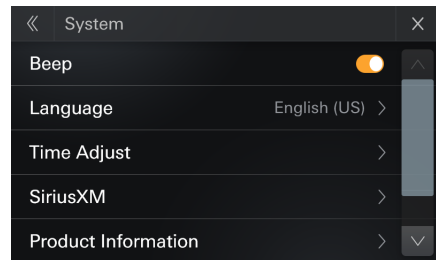 System
Beep
Language English (US)
Time Adjust
SiriusXM
Product Information